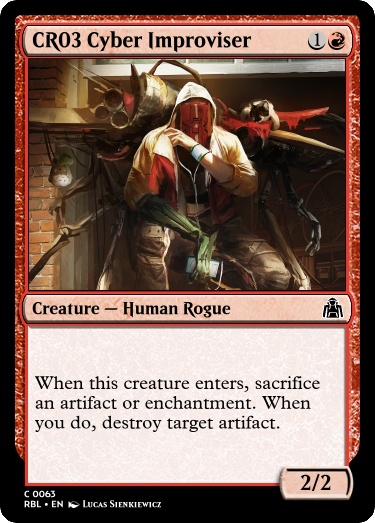 CR03 Cyber Improviser 1
Creature — Human Rogue
When this creature enters, sacrifice
an artifact or enchantment. When
you do, destroy target artifact.
2/2
C 0063
RBL • EN Lucas Sienkiewicz